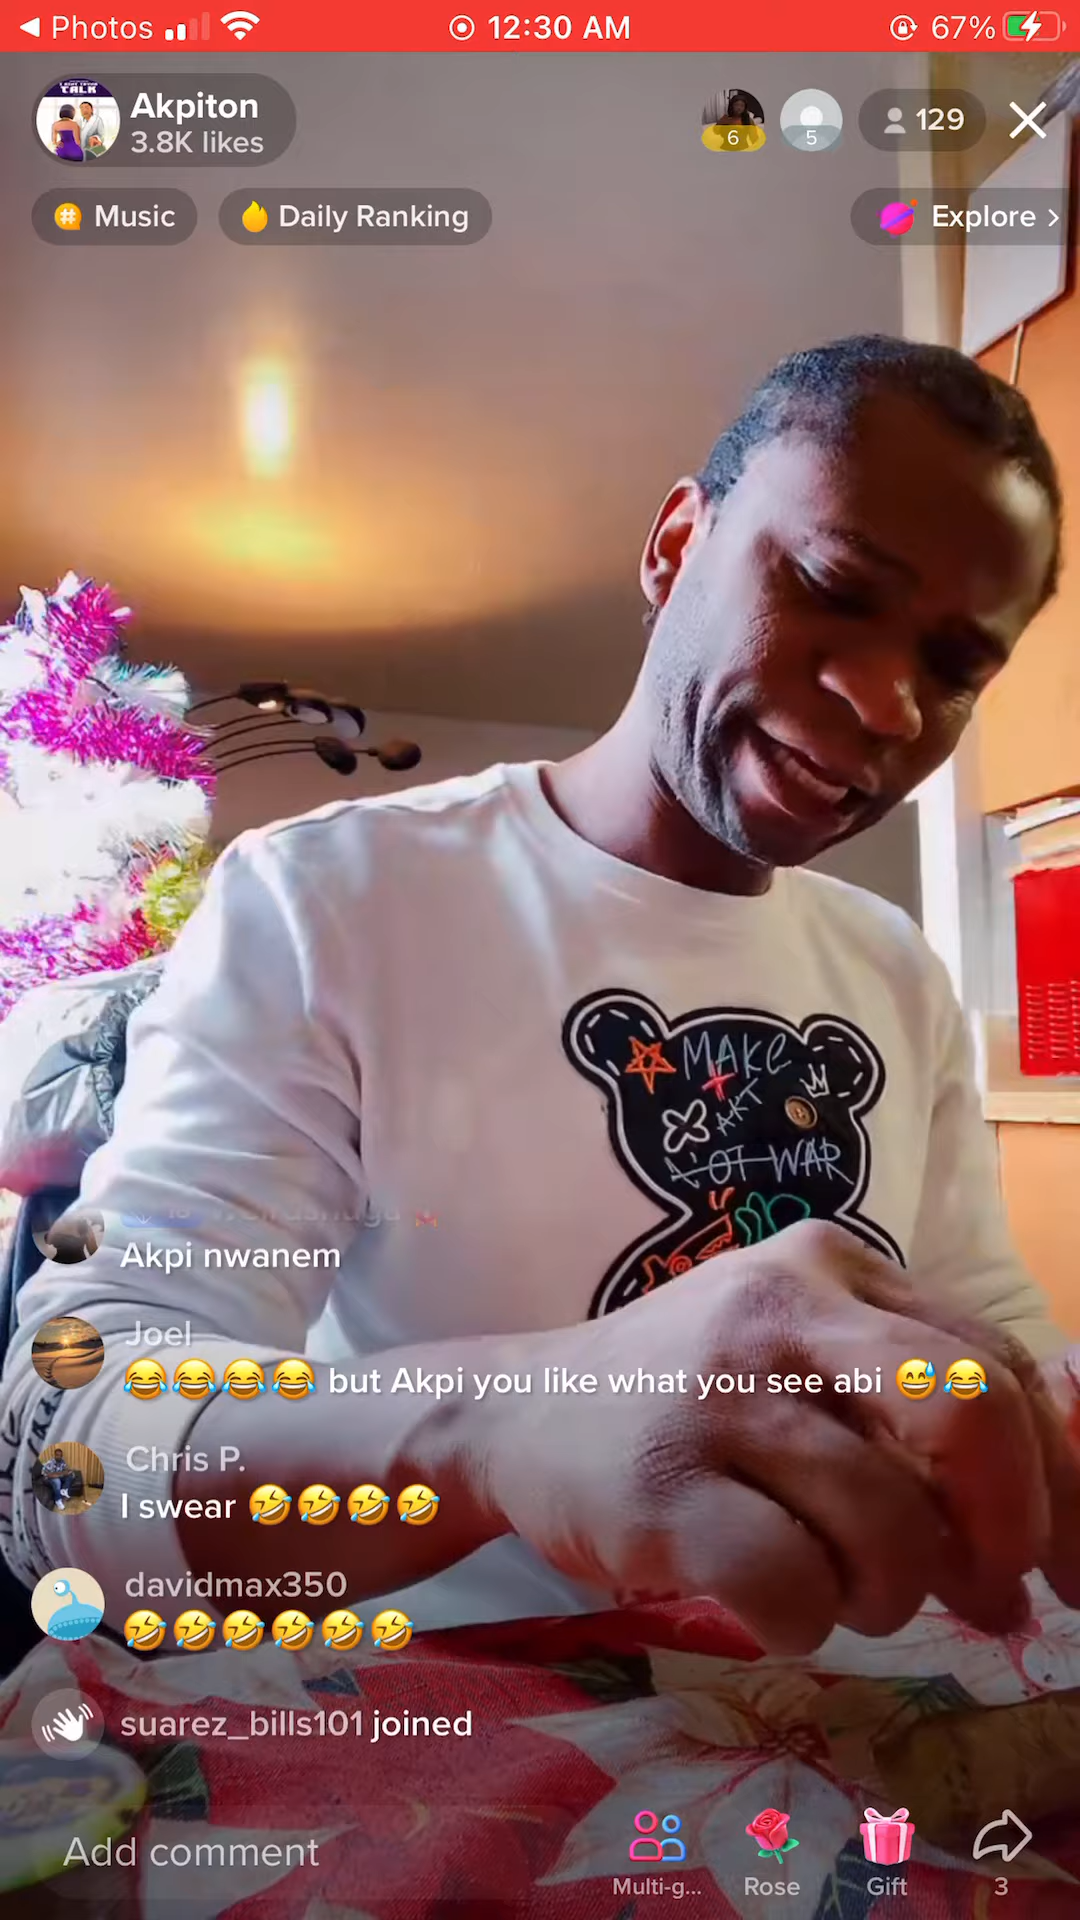 Photos
12:30 AM
67%
TALK
Akpiton
3.8K likes
6
5
129
Music
Daily Ranking
Explore >
MAKE
ART
NOT WAR
Akpi nwanem
Joel
😂😂😂😂 but Akpi you like what you see abi 😅😂
Chris P.
I swear 🤣🤣🤣🤣
davidmax350
🤣🤣🤣🤣🤣🤣
suarez_bills101 joined
Add comment
Multi-g...
Rose
Gift
3